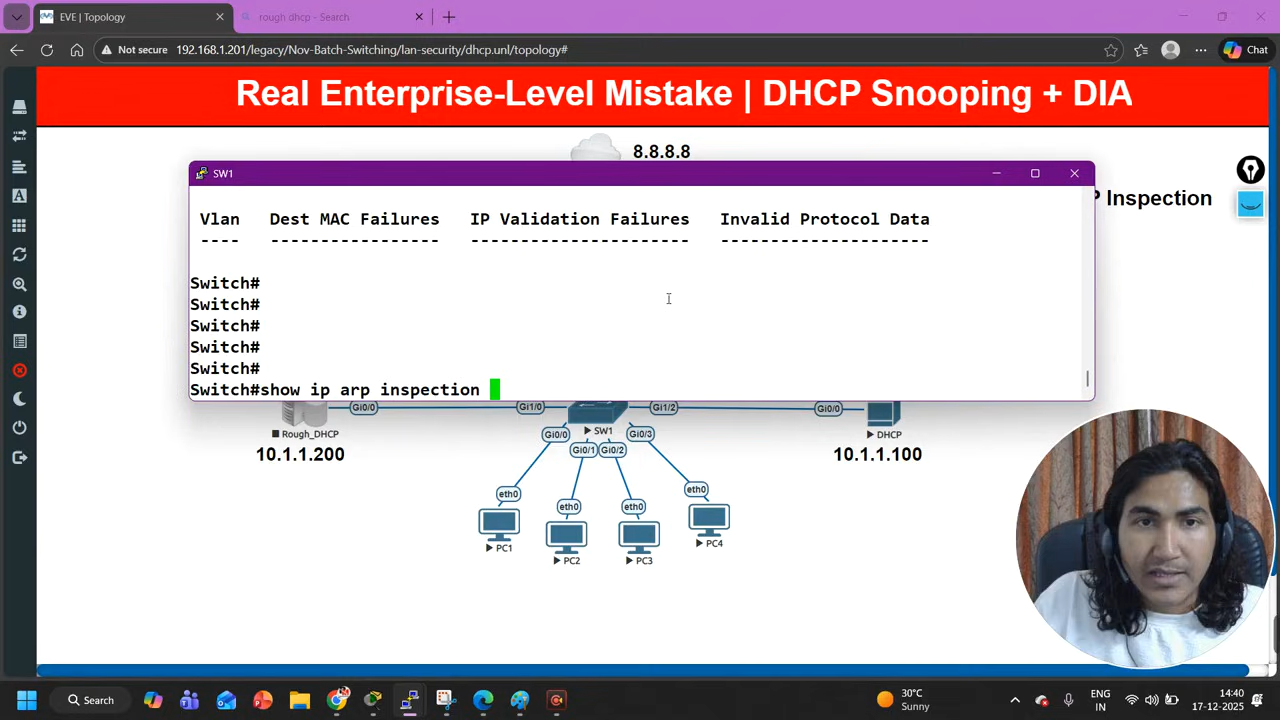 EVE | Topology
rough dhcp - Search
Not secure
192.168.1.201/legacy/Nov-Batch-Switching/lan-security/dhcp.unl/topology#
Chat
Real Enterprise-Level Mistake | DHCP Snooping + DIA
8.8.8.8
SW1
Inspection
Vlan Dest MAC Failures IP Validation Failures Invalid Protocol Data
---- ----------------- ---------------------- ---------------------
Switch#
Switch#
Switch#
Switch#
Switch#
Switch#show ip arp inspection
Gi0/0 Gi1/0 Gi1/2 Gi0/0
Rough_DHCP
SW1
DHCP
10.1.1.200
10.1.1.100
Gi0/0 Gi0/3
Gi0/1 Gi0/2
eth0 eth0
eth0 eth0
PC1 PC4
PC2 PC3
Search
30°C
Sunny
ENG
IN
14:40
17-12-2025